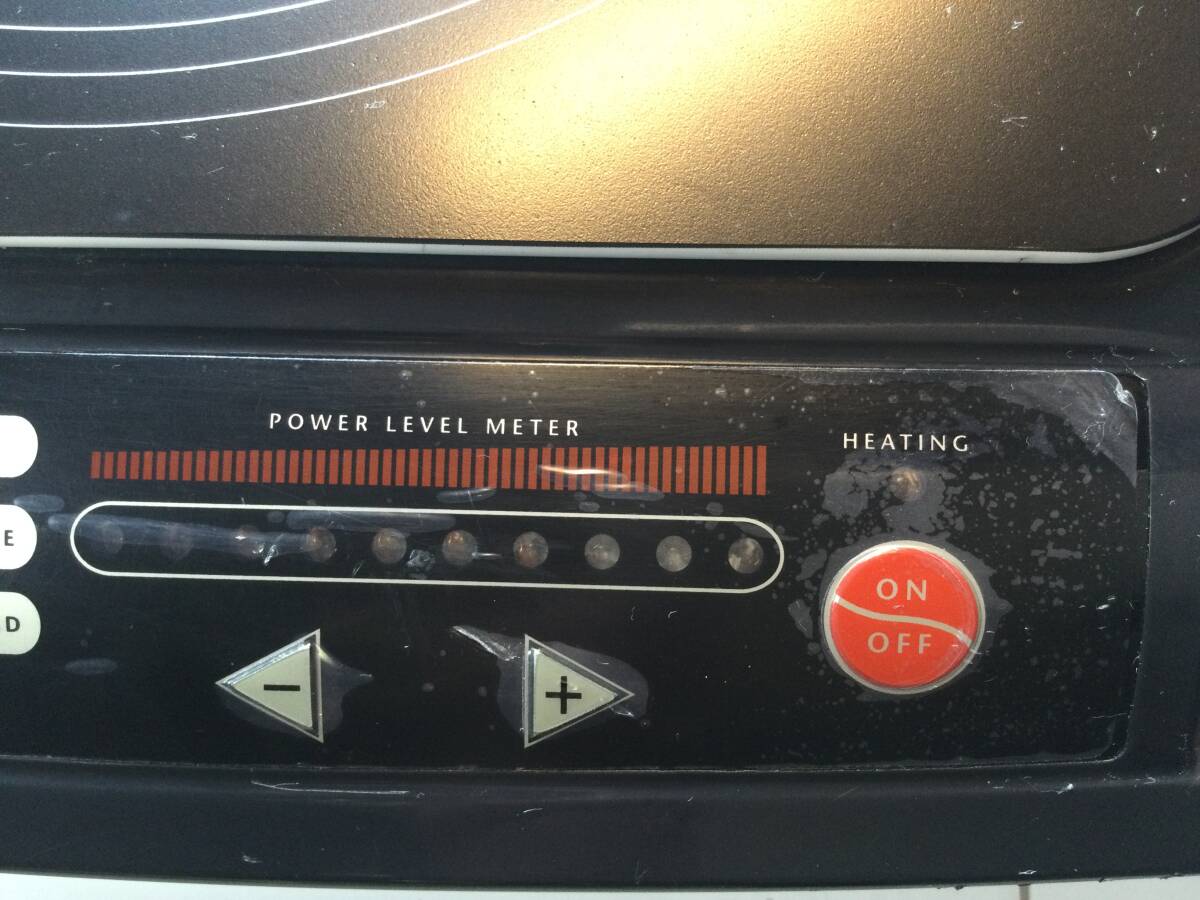 POWER LEVEL METER
HEATING
E
D
ON
OFF
-
+